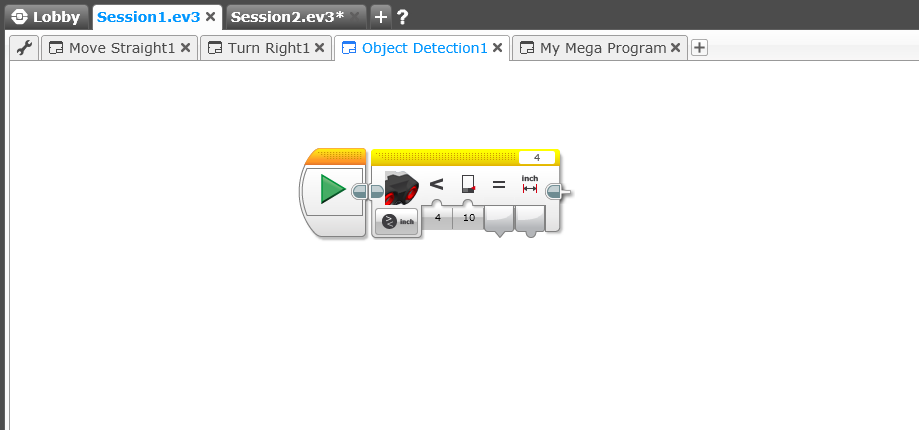 Lobby Session1.ev3 Session2.ev3* ?
Move Straight1 Turn Right1 Object Detection1 My Mega Program
4
< = inch
inch 4 10